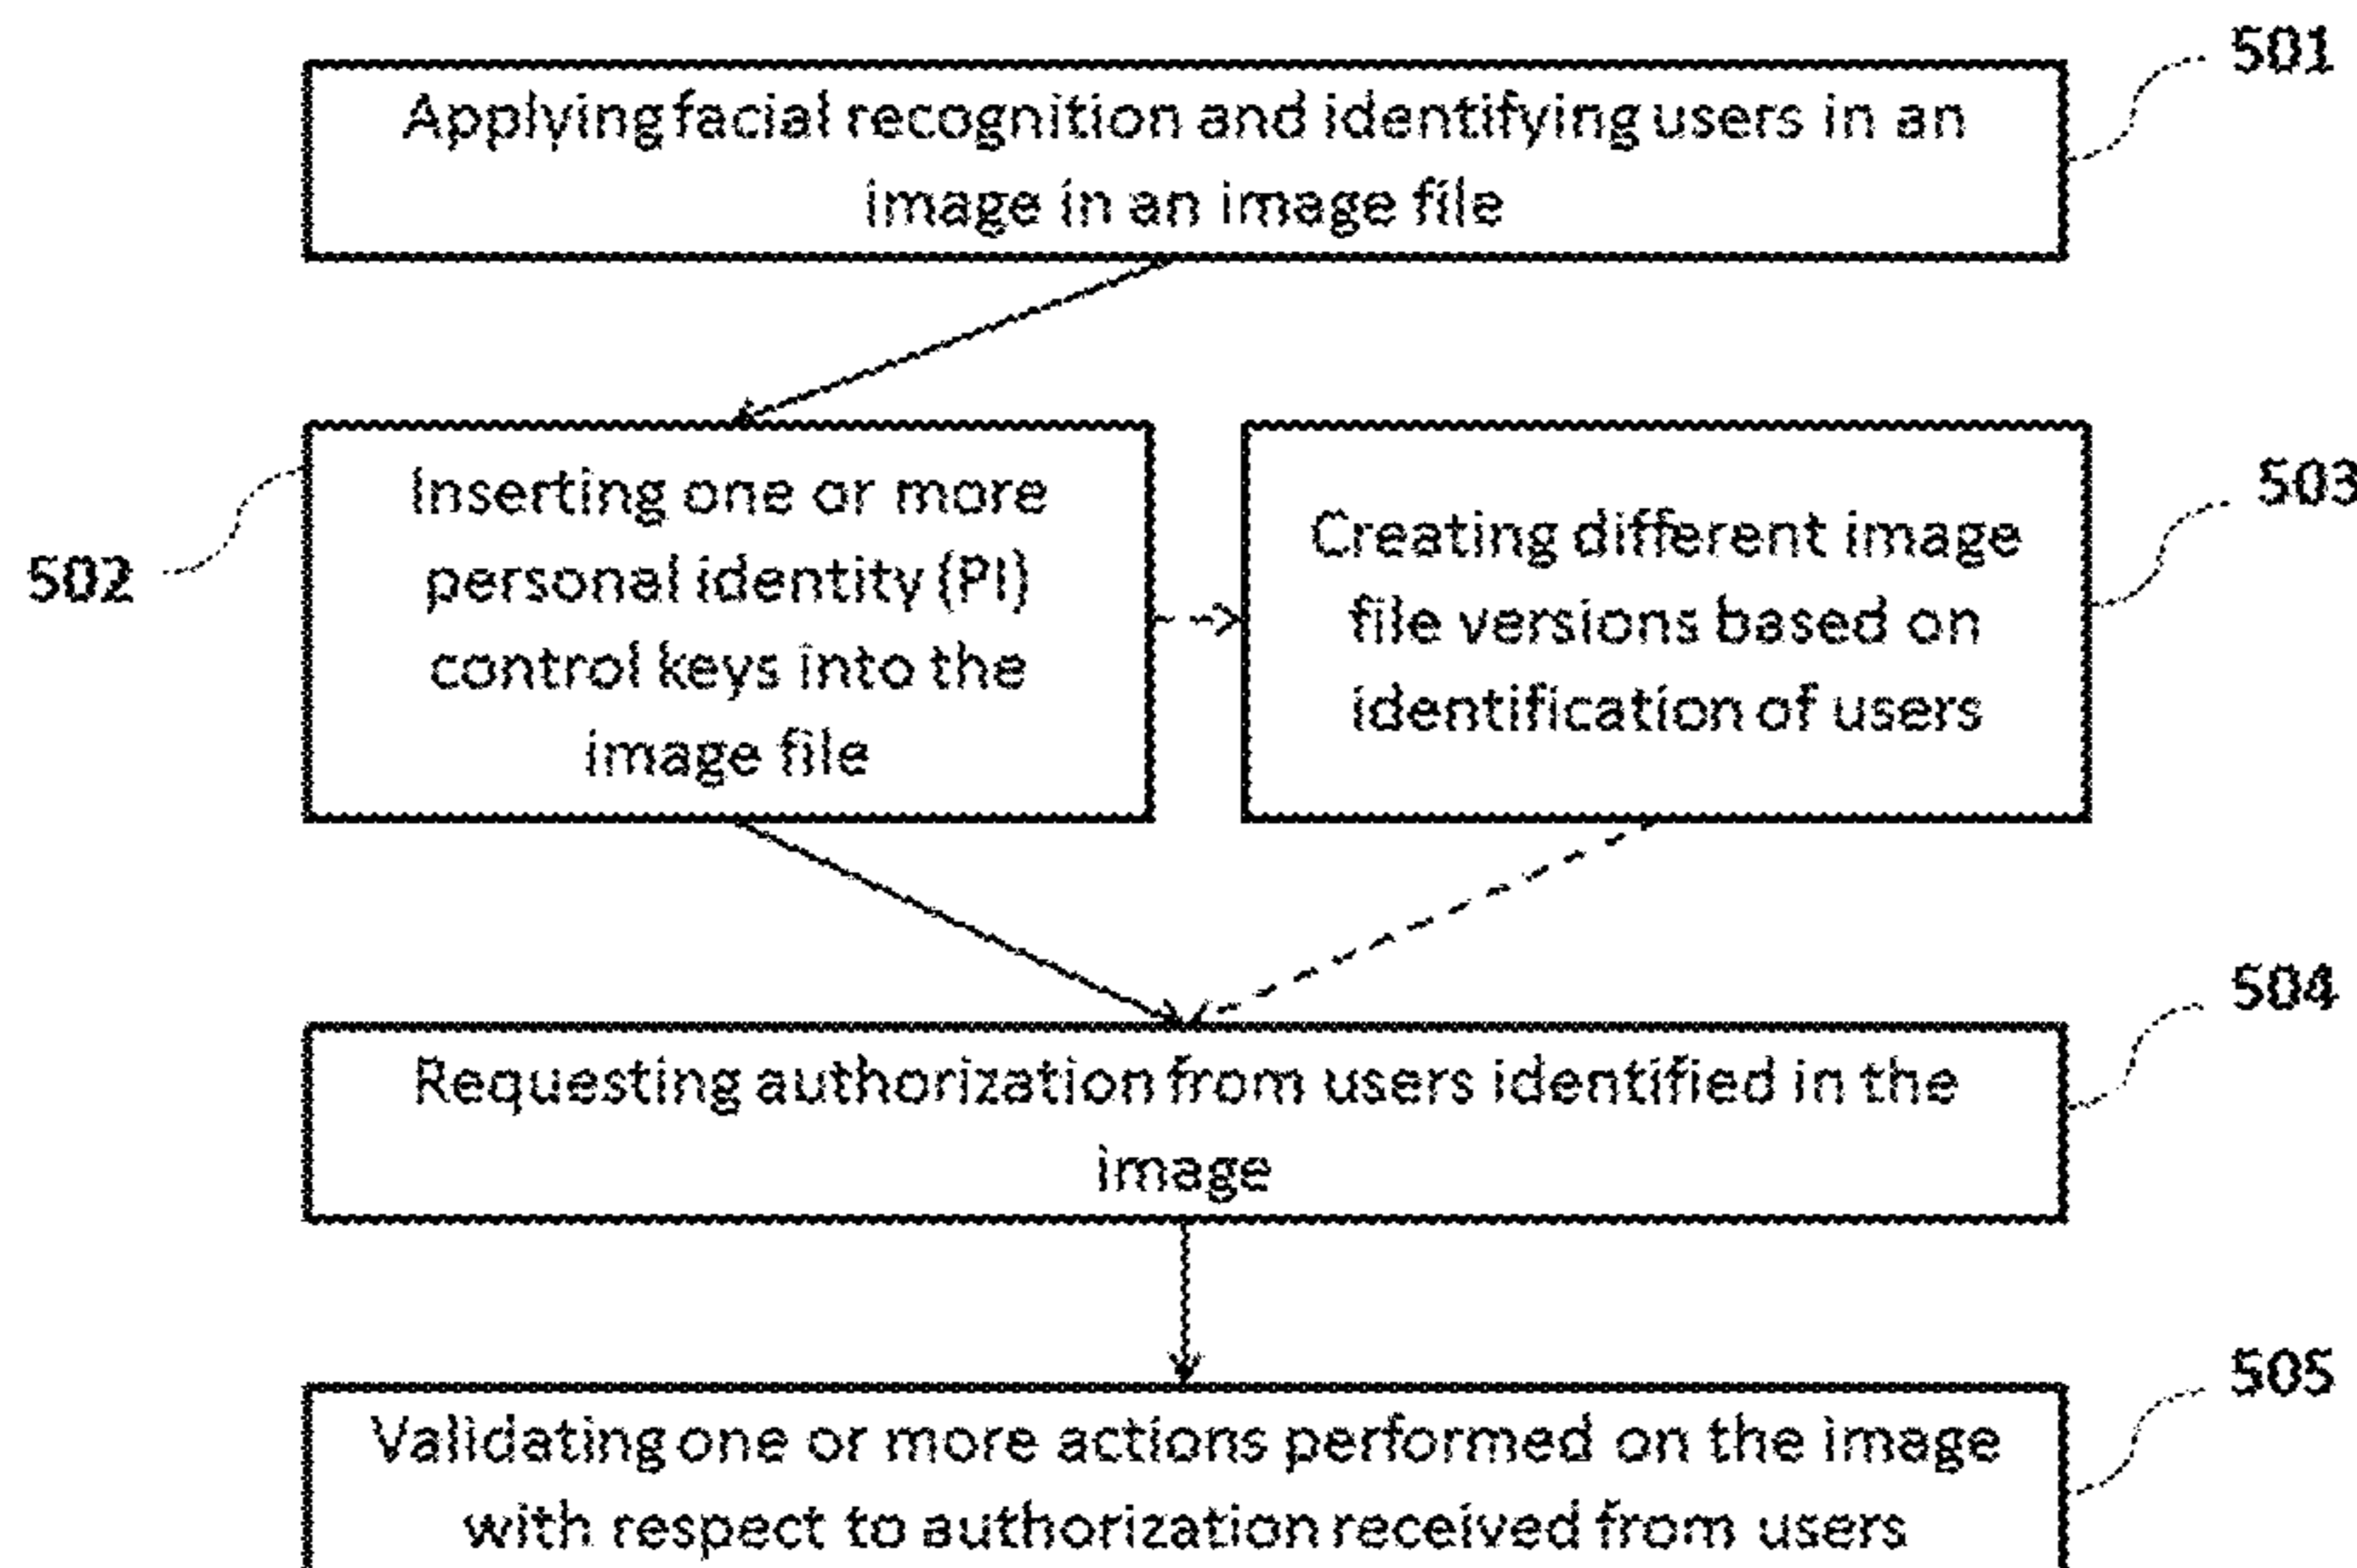 501
Applying facial recognition and identifying users in an
image in an image file
502
Inserting one or more
personal identity (PI)
control keys into the
image file
503
Creating different image
file versions based on
identification of users
504
Requesting authorization from users identified in the
image
505
Validating one or more actions performed on the image
with respect to authorization received from users